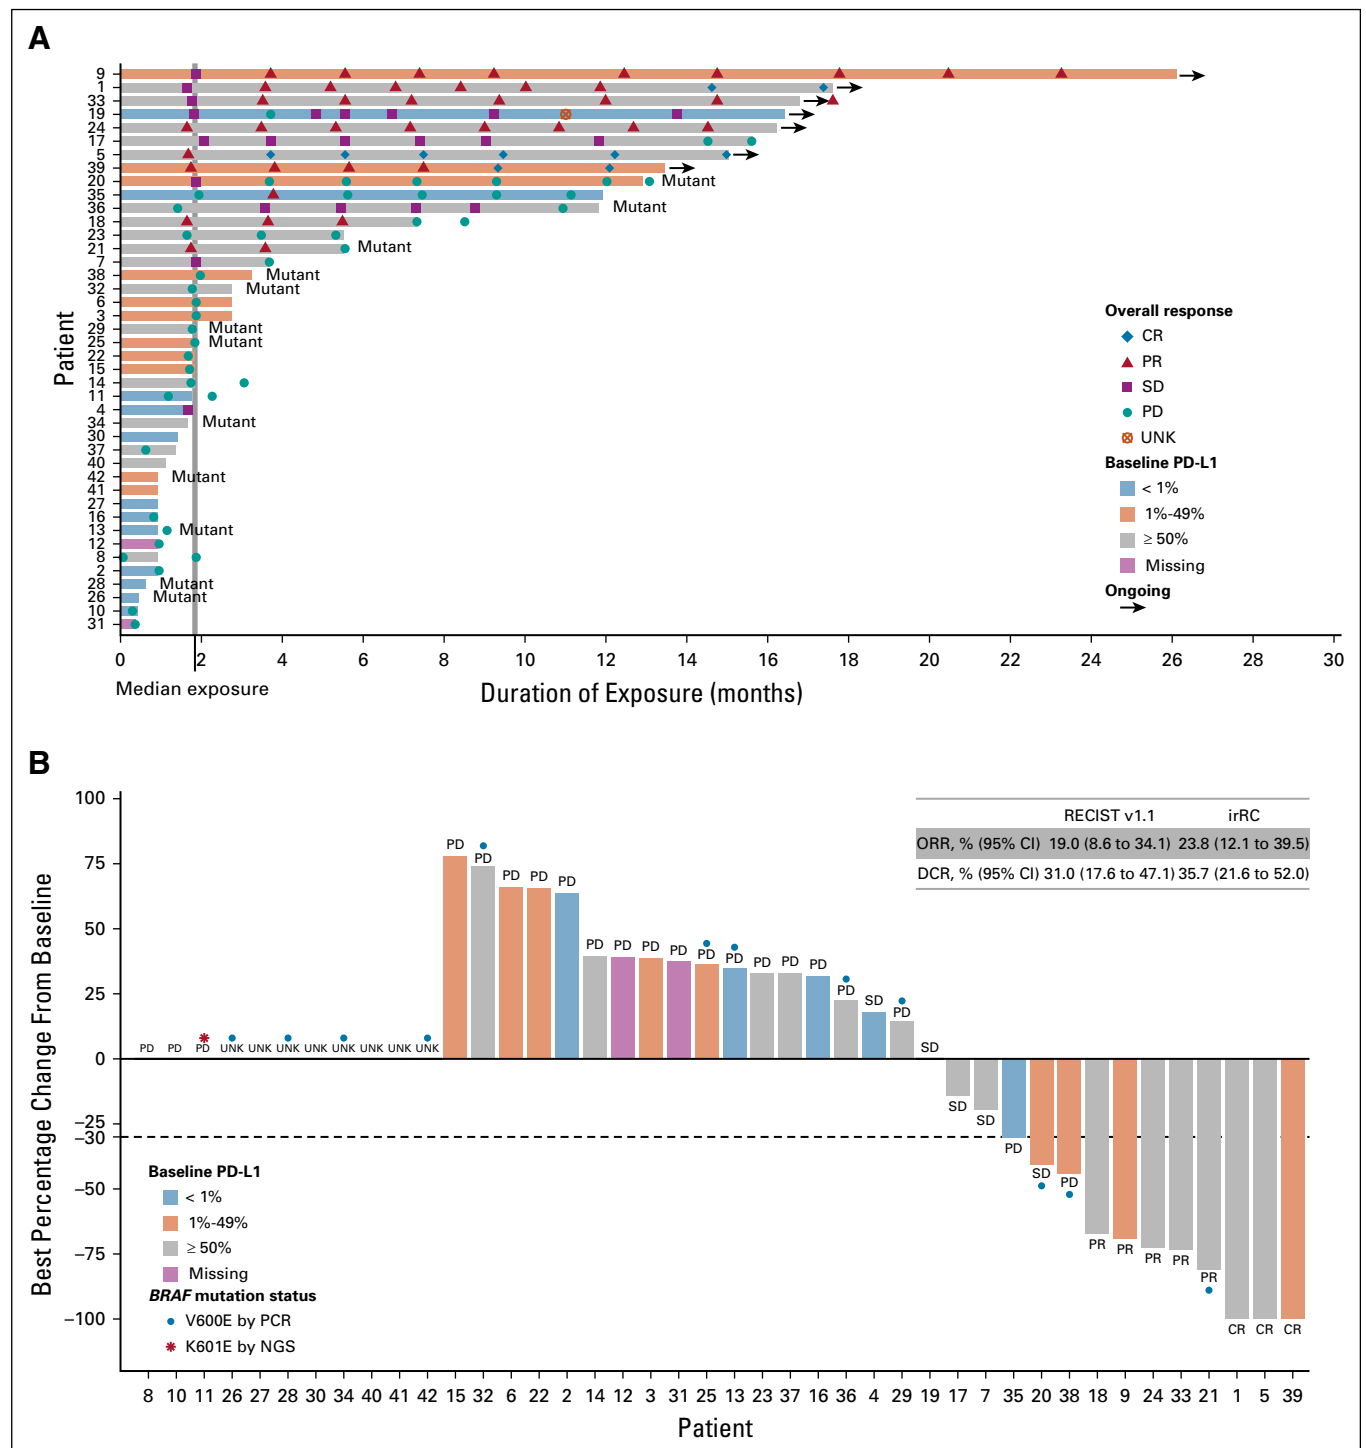 A
9
1
33
19
24
17
5
39
20 Mutant
35
36 Mutant
18
23
21 Mutant
7
38 Mutant
32 Mutant
6
3
29 Mutant
25 Mutant
22
15
14
11
4
34 Mutant
30
37
40
42 Mutant
41
27
16
13 Mutant
12
8
2
28 Mutant
26 Mutant
10
31
Patient
Overall response
CR
PR
SD
PD
UNK
Baseline PD-L1
< 1%
1%-49%
≥ 50%
Missing
Ongoing
0 2 4 6 8 10 12 14 16 18 20 22 24 26 28 30
Median exposure
Duration of Exposure (months)
B
100
75
50
25
0
−25
−30
−50
−75
−100
Best Percentage Change From Baseline
RECIST v1.1 irRC
ORR, % (95% CI) 19.0 (8.6 to 34.1) 23.8 (12.1 to 39.5)
DCR, % (95% CI) 31.0 (17.6 to 47.1) 35.7 (21.6 to 52.0)
PD PD PD UNK UNK UNK UNK UNK UNK UNK UNK PD PD PD PD PD PD PD PD PD PD PD PD PD PD PD SD PD SD SD SD PD SD PD PR PR PR PR PR CR CR CR
Baseline PD-L1
< 1%
1%-49%
≥ 50%
Missing
BRAF mutation status
V600E by PCR
K601E by NGS
8 10 11 26 27 28 30 34 40 41 42 15 32 6 22 2 14 12 3 31 25 13 23 37 16 36 4 29 19 17 7 35 20 38 18 9 24 33 21 1 5 39
Patient